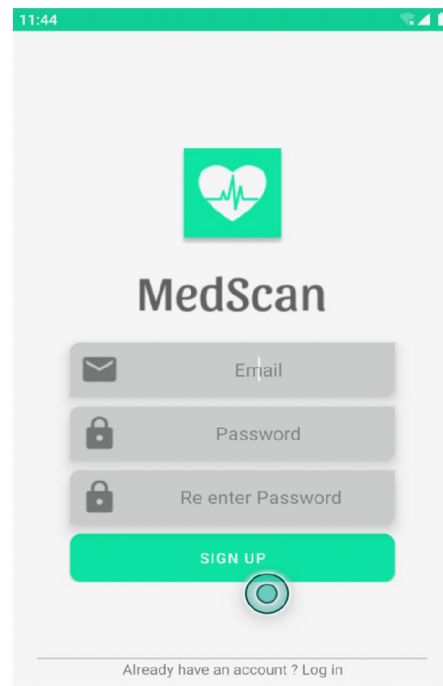 11:44
MedScan
Email
Password
Re enter Password
SIGN UP
Already have an account ? Log in